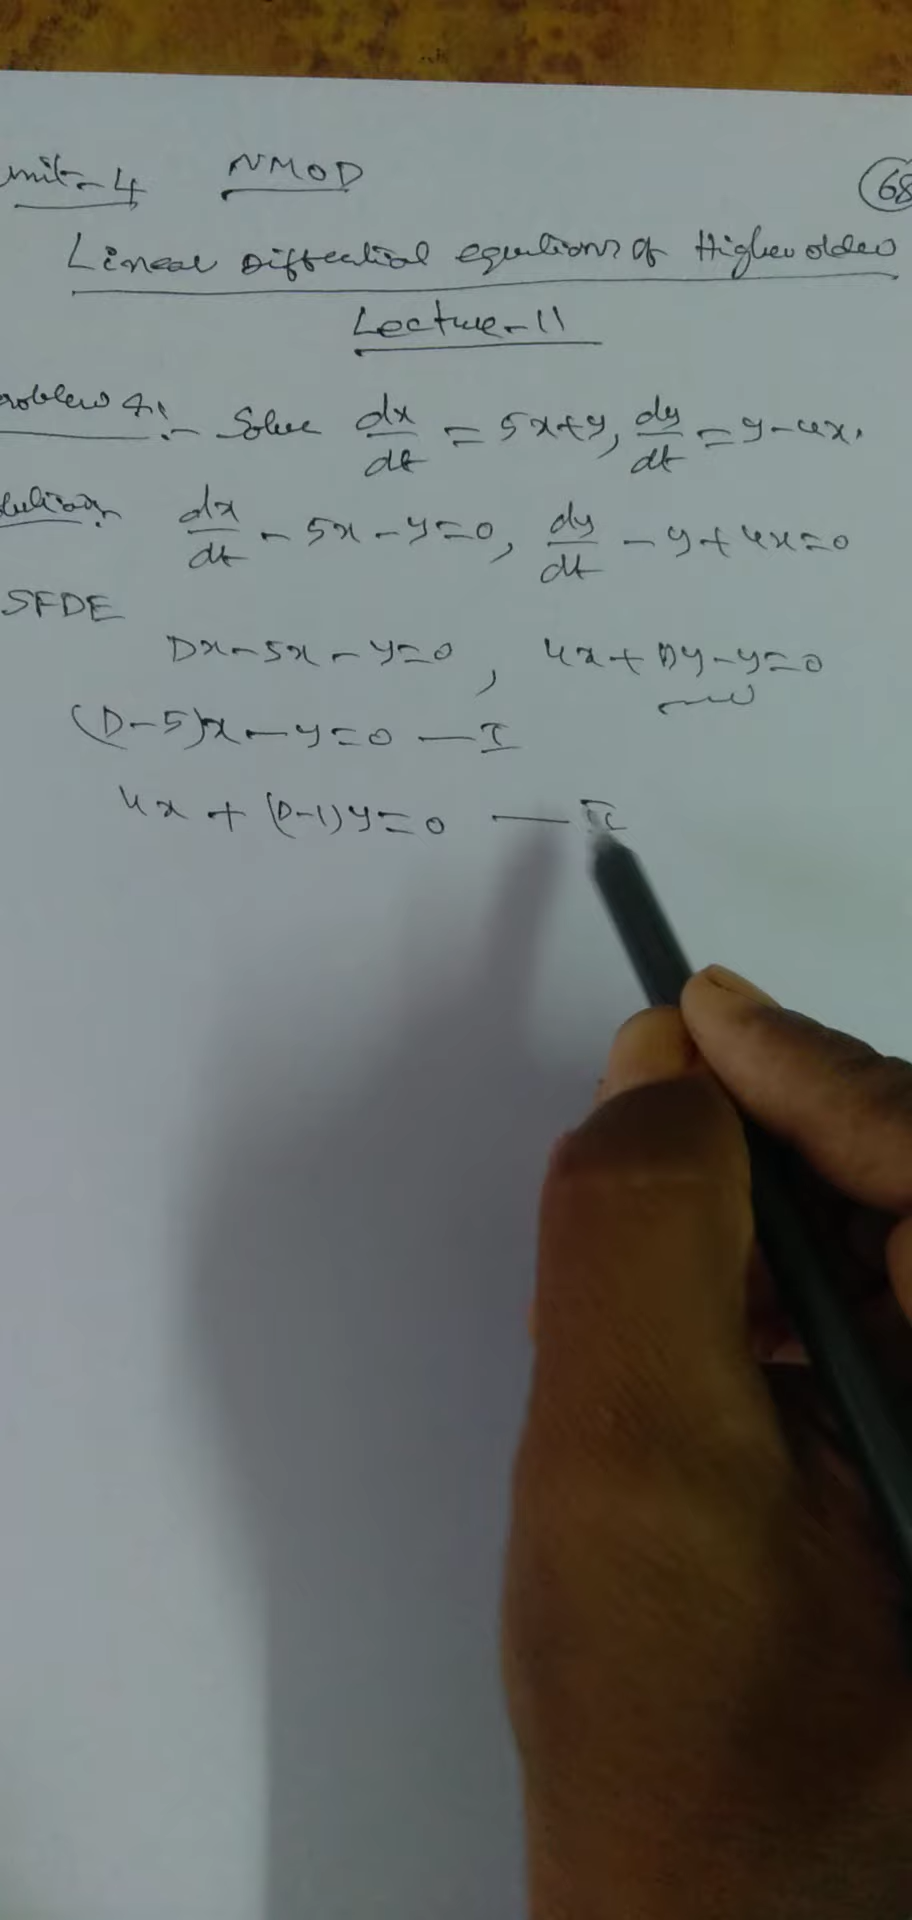 unit-4 NMOD 68
Linear Differential equations of Higher order
Lecture-11
Problem 4:- Solve dx/dt = 5x+y, dy/dt = y-4x.
Solution dx/dt - 5x - y=0, dy/dt - y+4x=0
SFDE
Dx-5x-y=0, 4x+Dy-y=0
(D-5)x-y=0 — I
4x + (D-1)y=0 — II